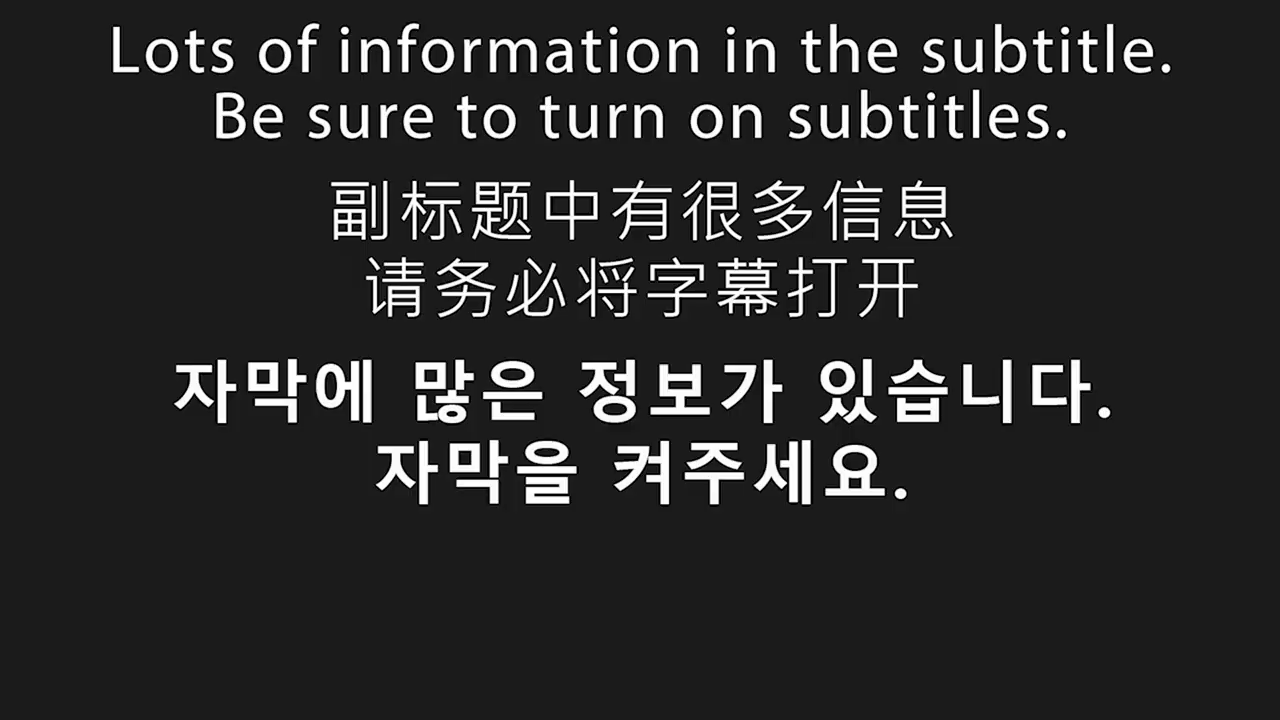 Lots of information in the subtitle.
Be sure to turn on subtitles.
副标题中有很多信息
请务必将字幕打开
자막에 많은 정보가 있습니다.
자막을 켜주세요.